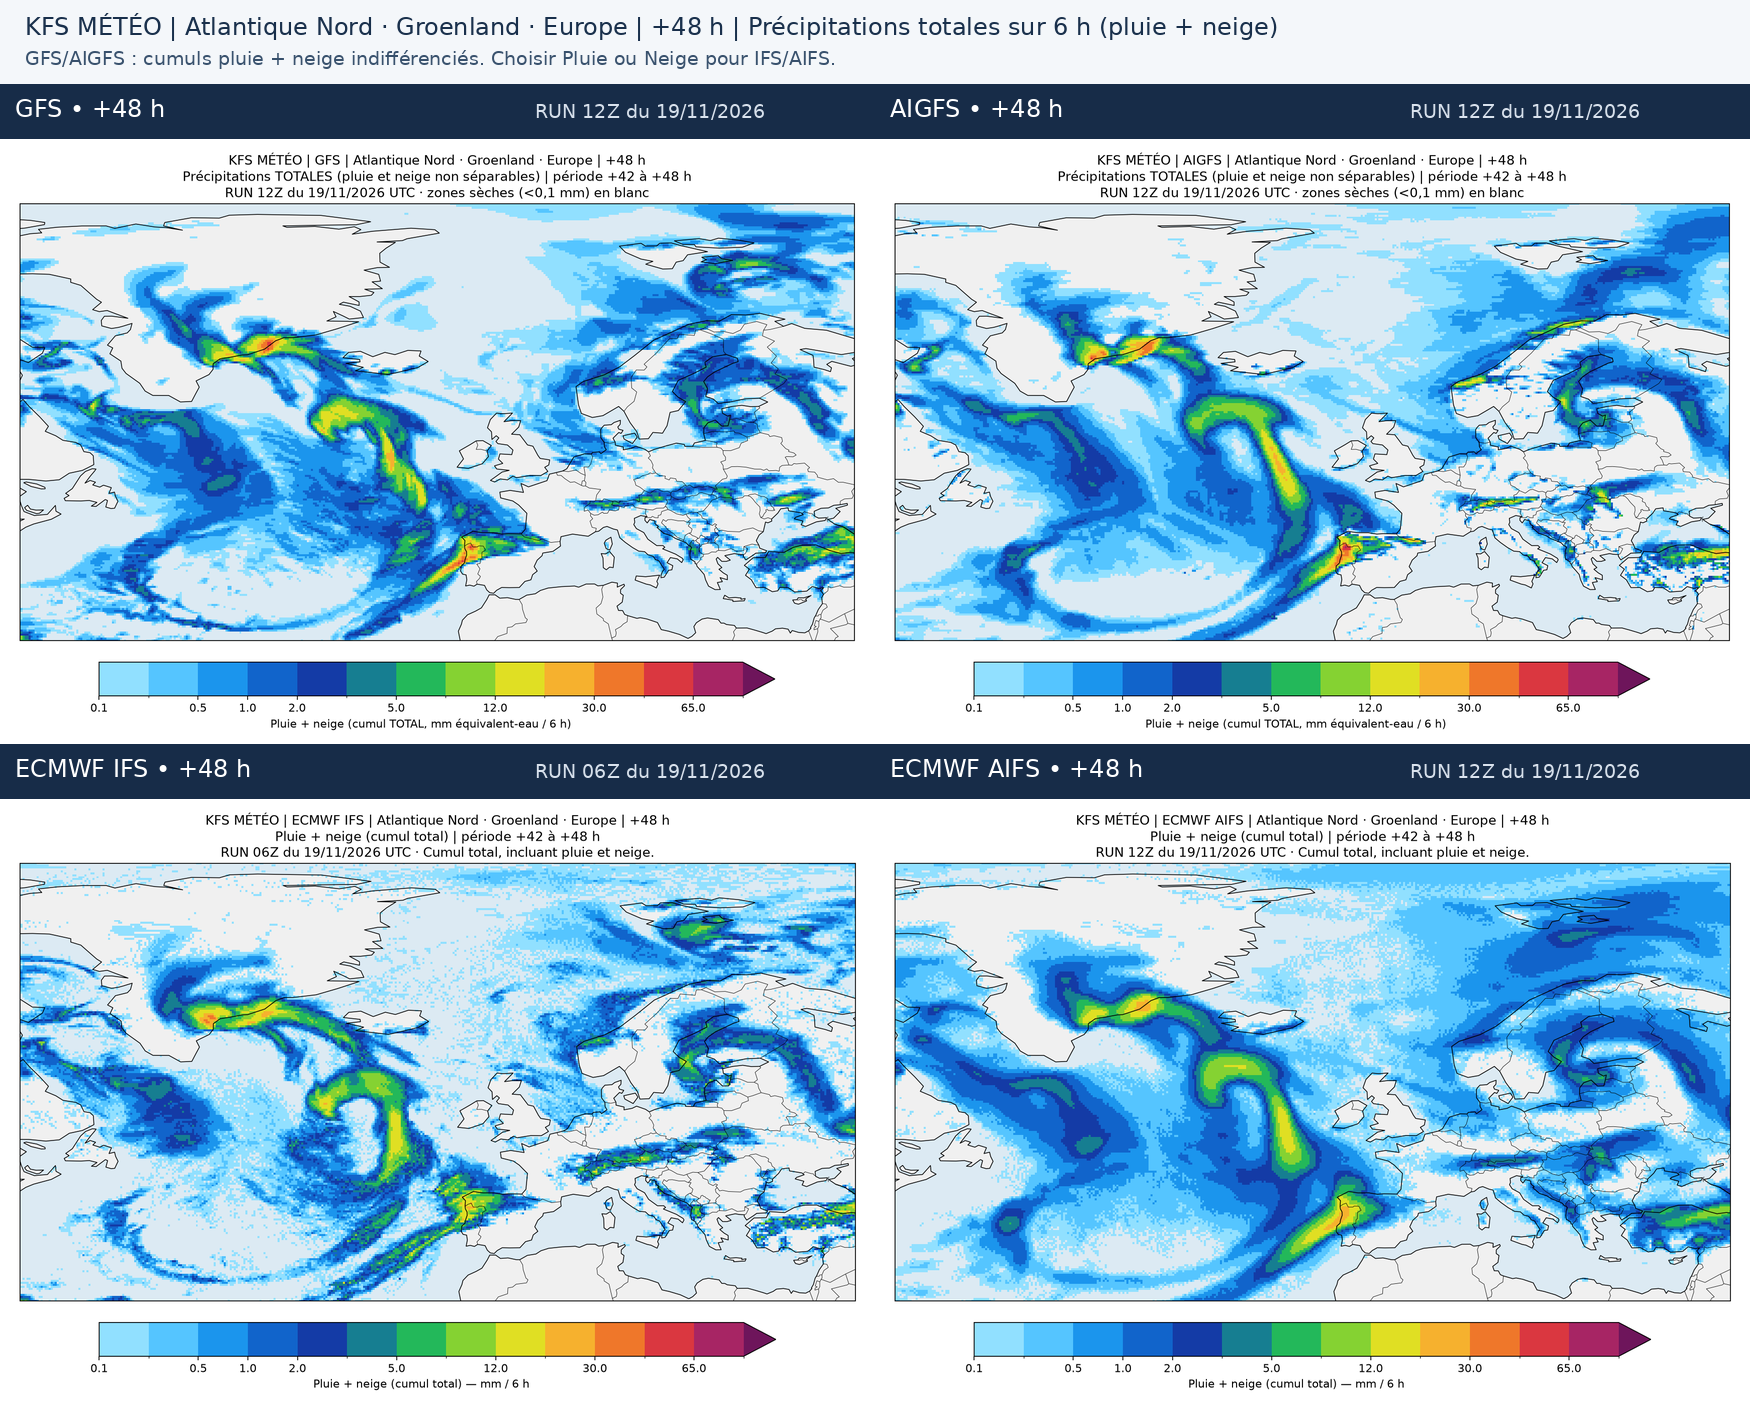 KFS MÉTÉO | Atlantique Nord · Groenland · Europe | +48 h | Précipitations totales sur 6 h (pluie + neige)
GFS/AIGFS : cumuls pluie + neige indifférenciés. Choisir Pluie ou Neige pour IFS/AIFS.
GFS • +48 h RUN 12Z du 19/11/2026
AIGFS • +48 h RUN 12Z du 19/11/2026
KFS MÉTÉO | GFS | Atlantique Nord · Groenland · Europe | +48 h
Précipitations TOTALES (pluie et neige non séparables) | période +42 à +48 h
RUN 12Z du 19/11/2026 UTC · zones sèches (<0,1 mm) en blanc
KFS MÉTÉO | AIGFS | Atlantique Nord · Groenland · Europe | +48 h
Précipitations TOTALES (pluie et neige non séparables) | période +42 à +48 h
RUN 12Z du 19/11/2026 UTC · zones sèches (<0,1 mm) en blanc
0.1 0.5 1.0 2.0 5.0 12.0 30.0 65.0
Pluie + neige (cumul TOTAL, mm équivalent-eau / 6 h)
0.1 0.5 1.0 2.0 5.0 12.0 30.0 65.0
Pluie + neige (cumul TOTAL, mm équivalent-eau / 6 h)
ECMWF IFS • +48 h RUN 06Z du 19/11/2026
ECMWF AIFS • +48 h RUN 12Z du 19/11/2026
KFS MÉTÉO | ECMWF IFS | Atlantique Nord · Groenland · Europe | +48 h
Pluie + neige (cumul total) | période +42 à +48 h
RUN 06Z du 19/11/2026 UTC · Cumul total, incluant pluie et neige.
KFS MÉTÉO | ECMWF AIFS | Atlantique Nord · Groenland · Europe | +48 h
Pluie + neige (cumul total) | période +42 à +48 h
RUN 12Z du 19/11/2026 UTC · Cumul total, incluant pluie et neige.
0.1 0.5 1.0 2.0 5.0 12.0 30.0 65.0
Pluie + neige (cumul total) — mm / 6 h
0.1 0.5 1.0 2.0 5.0 12.0 30.0 65.0
Pluie + neige (cumul total) — mm / 6 h